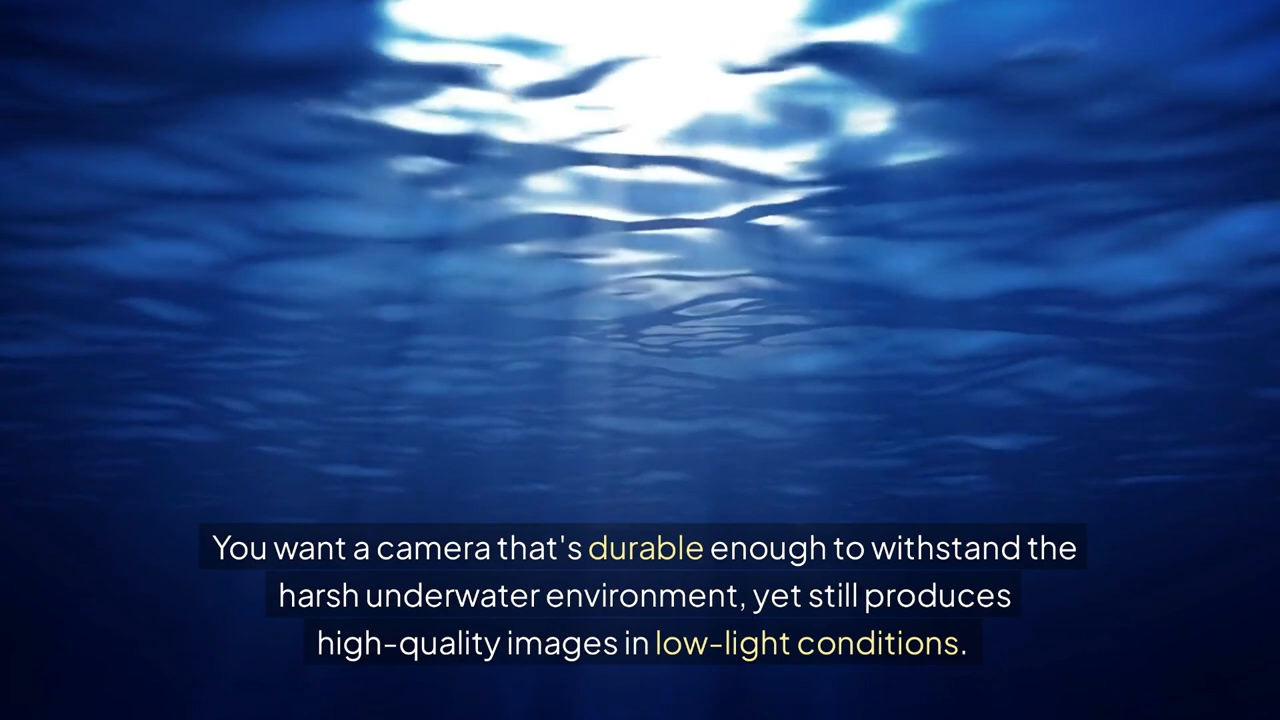 You want a camera that's durable enough to withstand the
harsh underwater environment, yet still produces
high-quality images in low-light conditions.